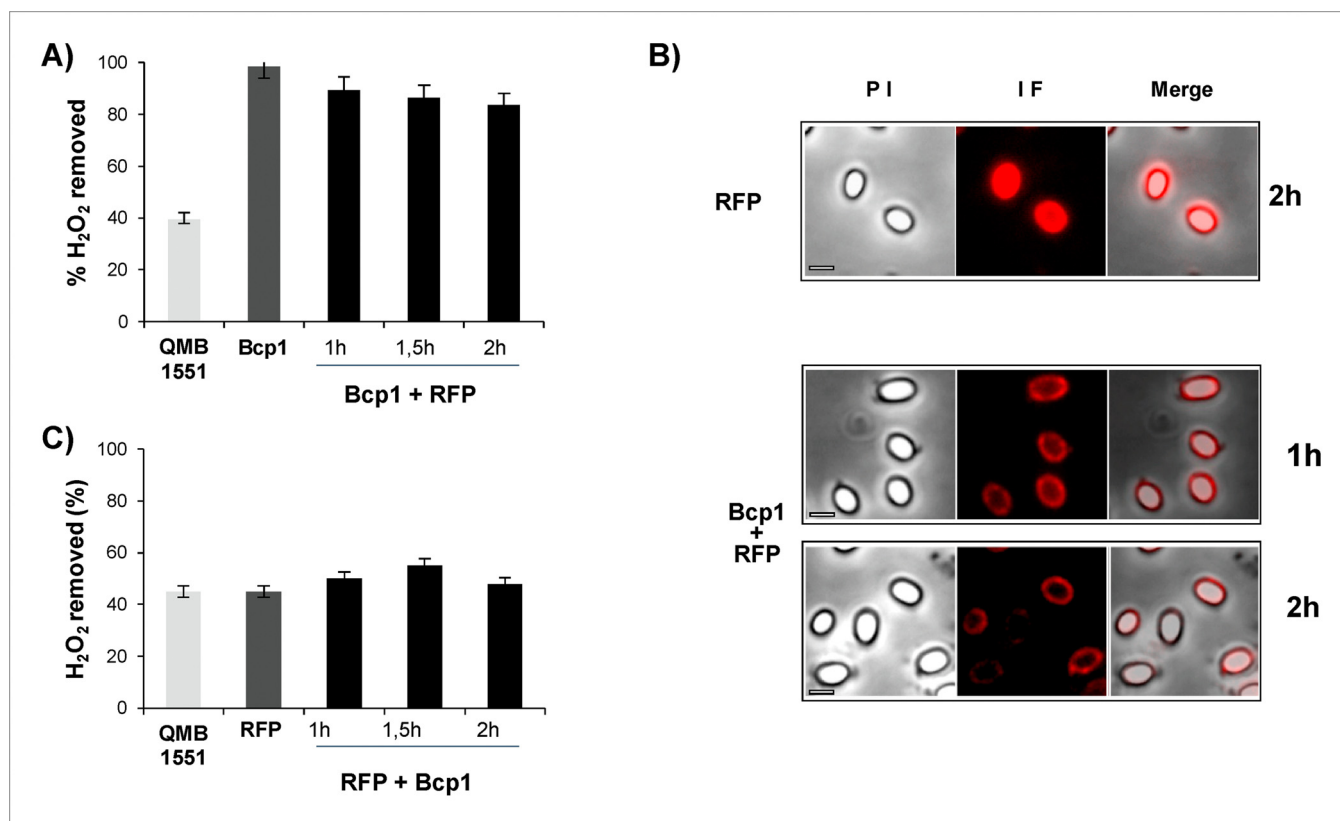 A)
% H₂O₂ removed
100
80
60
40
20
0
QMB
1551
Bcp1
1h
1,5h
2h
Bcp1 + RFP
B)
P I
I F
Merge
RFP
2h
Bcp1
+
RFP
1h
2h
C)
H₂O₂ removed (%)
100
80
60
40
20
0
QMB
1551
RFP
1h
1,5h
2h
RFP + Bcp1